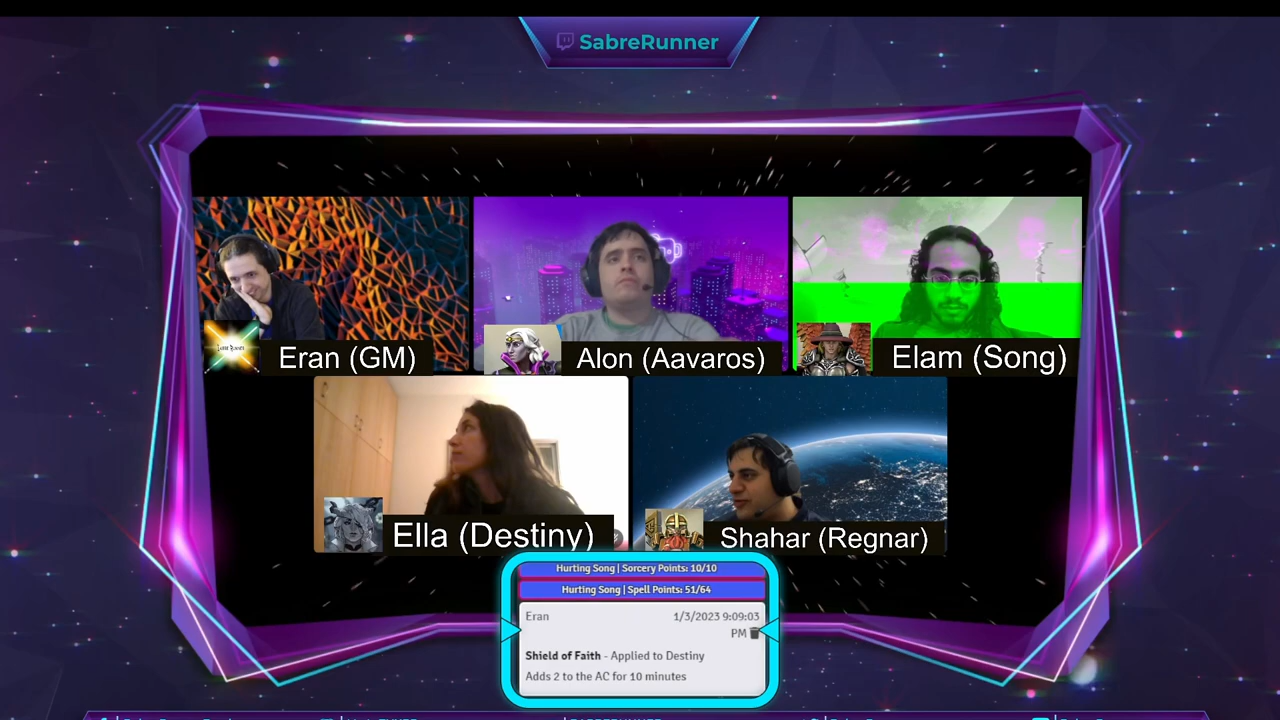 SabreRunner
Eran (GM)
Alon (Aavaros)
Elam (Song)
Ella (Destiny)
Shahar (Regnar)
Hurting Song | Sorcery Points: 10/10
Hurting Song | Spell Points: 51/64
Eran 1/3/2023 9:09:03
PM
Shield of Faith - Applied to Destiny
Adds 2 to the AC for 10 minutes